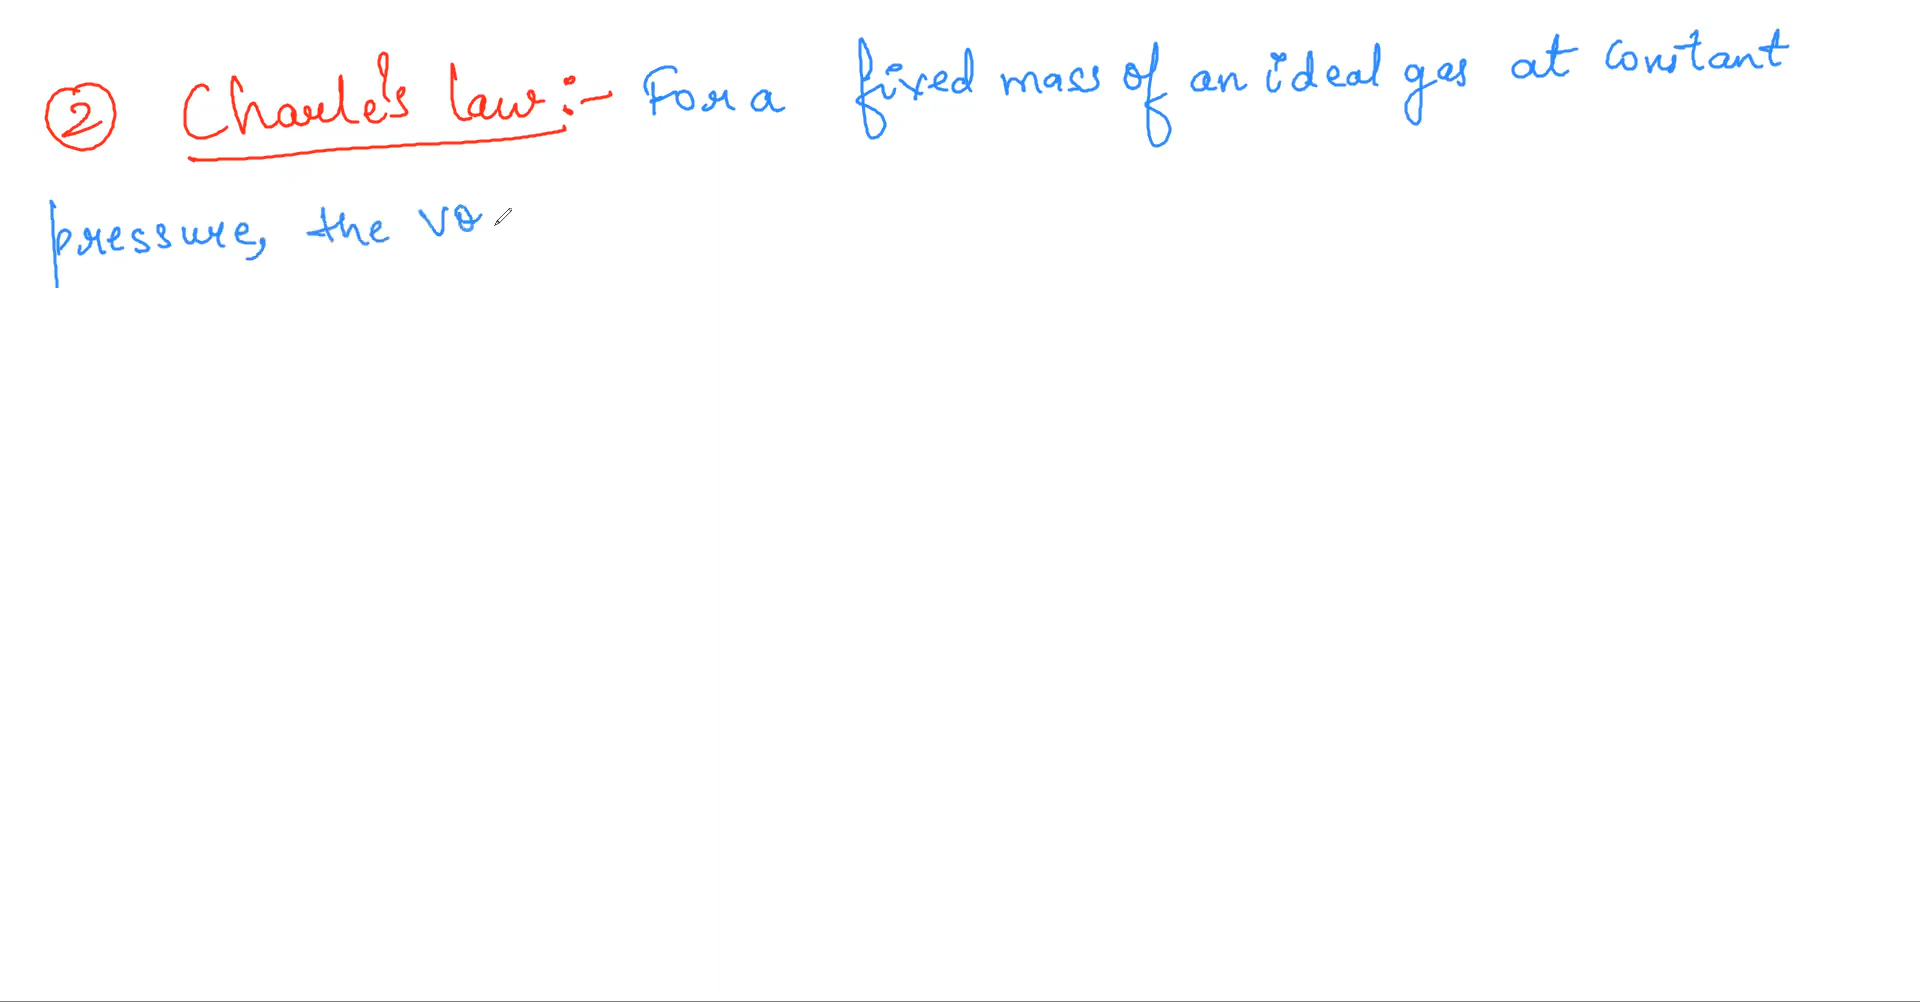 ② Charle's law:- For a fixed mass of an ideal gas at constant
pressure, the vo